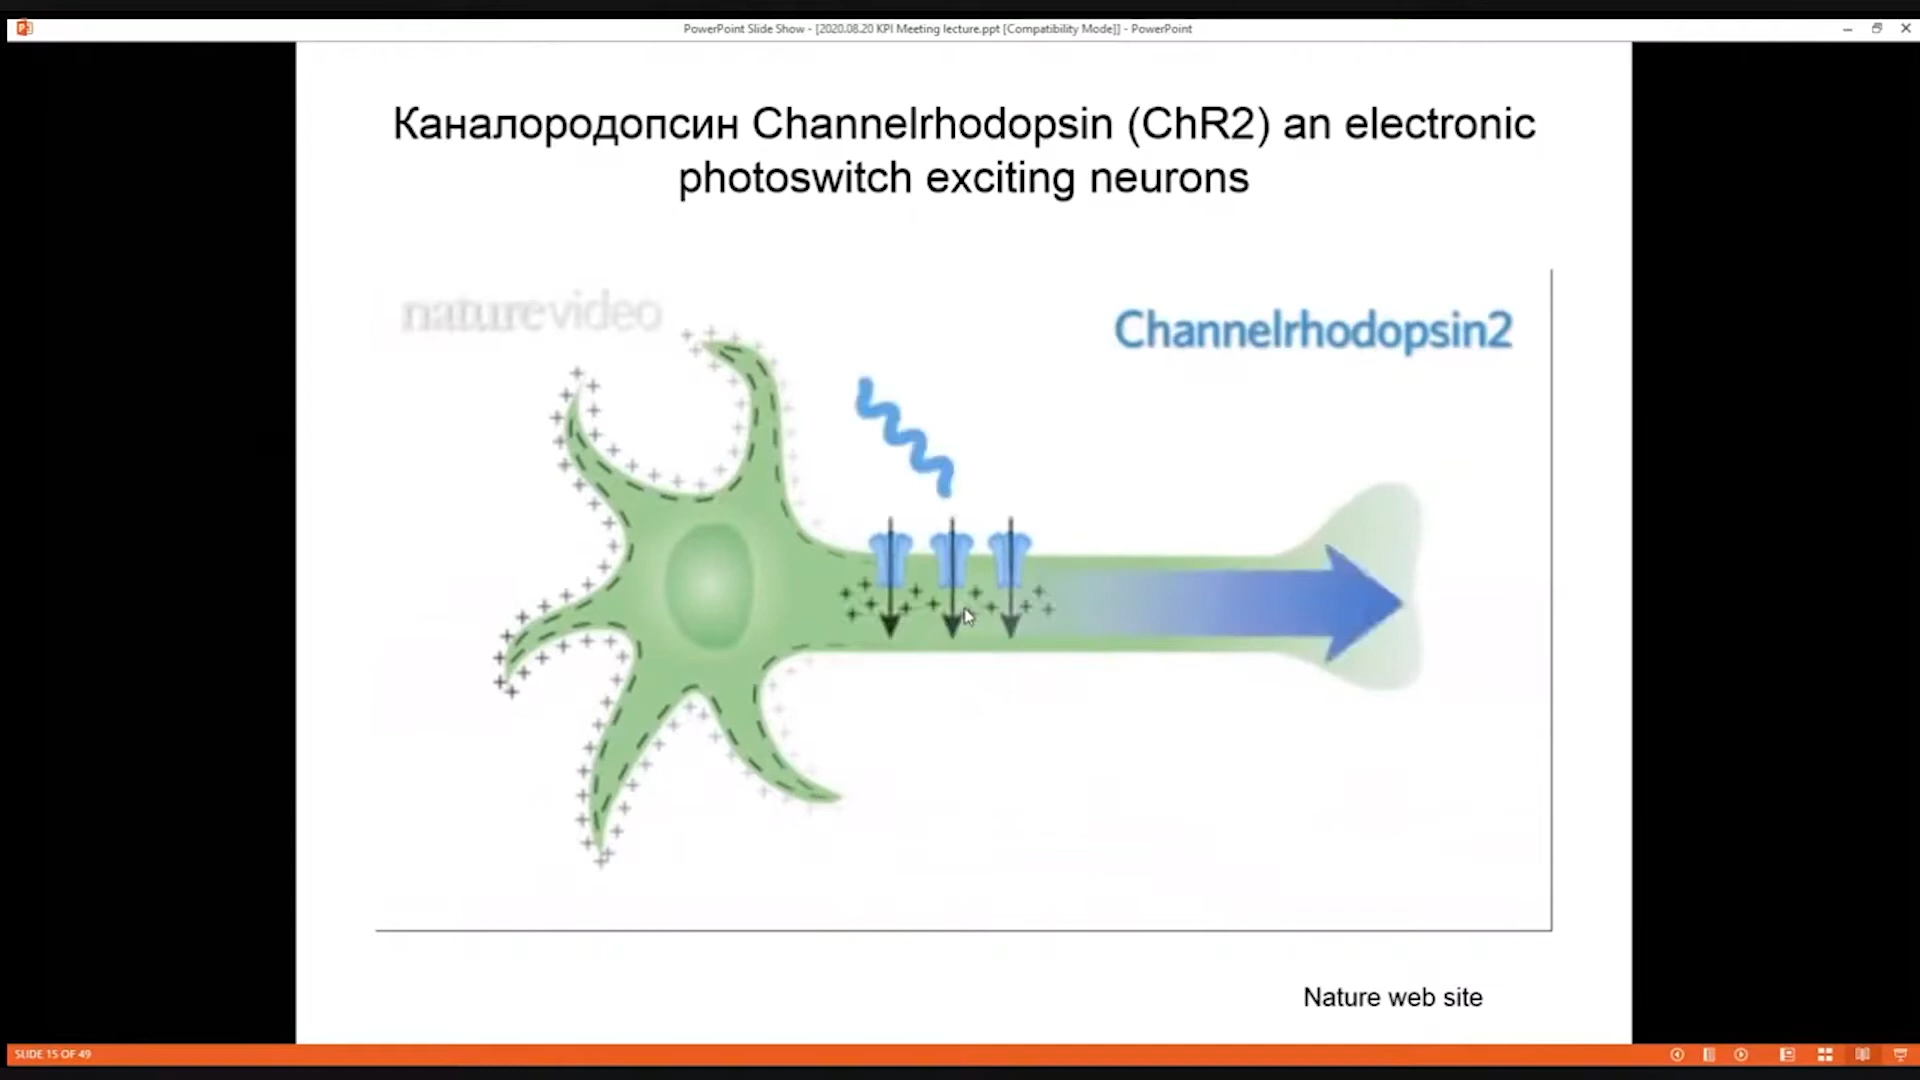 PowerPoint Slide Show - [2020.08.20 KPI Meeting lecture.ppt [Compatibility Mode]] - PowerPoint
Каналородопсин Channelrhodopsin (ChR2) an electronic
photoswitch exciting neurons
naturevideo
Channelrhodopsin2
Nature web site
SLIDE 15 OF 49